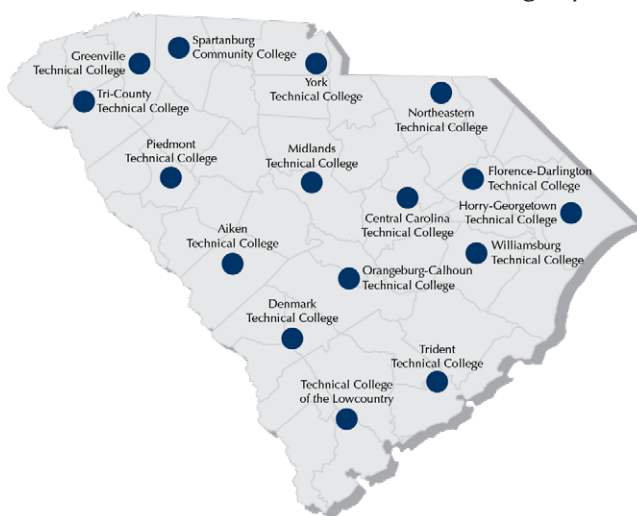 Spartanburg
Community College
Greenville
Technical College
Tri-County
Technical College
York
Technical College
Northeastern
Technical College
Piedmont
Technical College
Midlands
Technical College
Florence-Darlington
Technical College
Central Carolina
Technical College
Horry-Georgetown
Technical College
Aiken
Technical College
Williamsburg
Technical College
Orangeburg-Calhoun
Technical College
Denmark
Technical College
Trident
Technical College
Technical College
of the Lowcountry